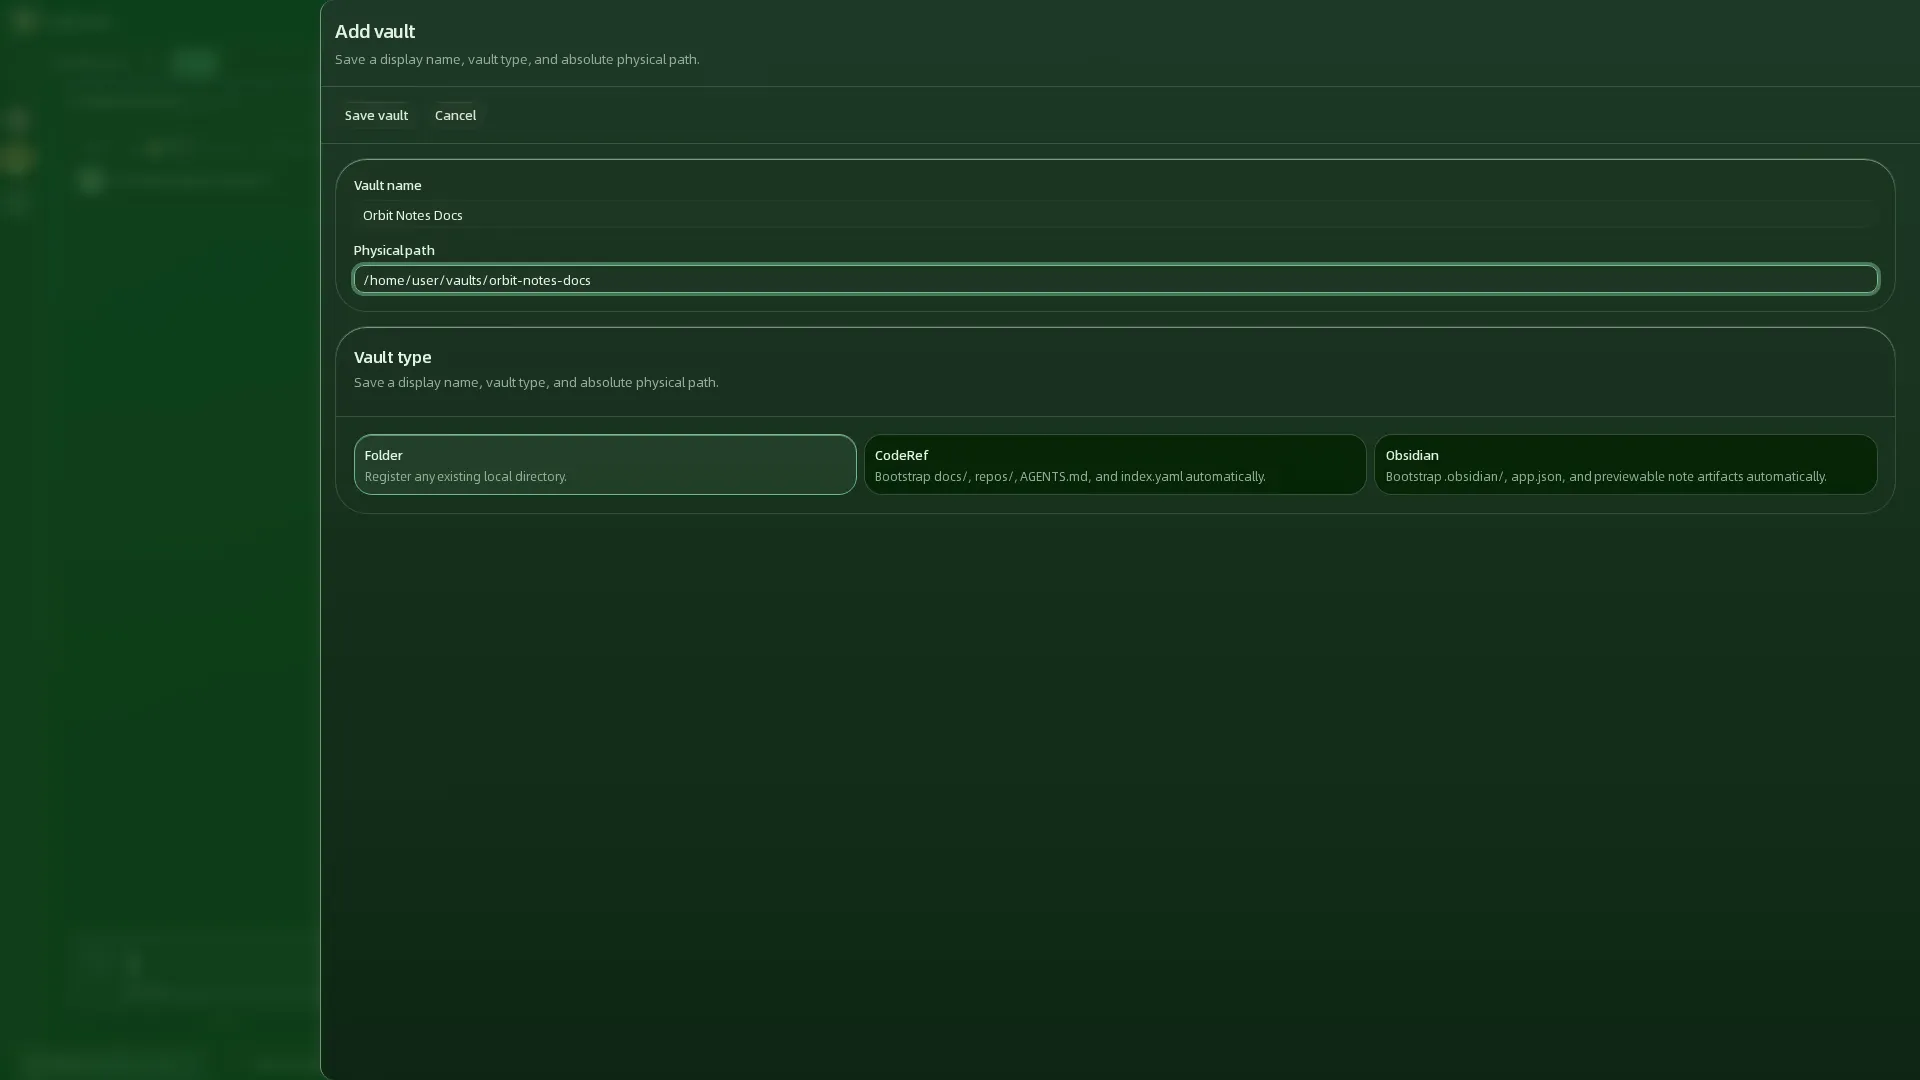 Add vault
Save a display name, vault type, and absolute physical path.
Save vault
Cancel
Vault name
Orbit Notes Docs
Physical path
/home/user/vaults/orbit-notes-docs
Vault type
Save a display name, vault type, and absolute physical path.
Folder
Register any existing local directory.
CodeRef
Bootstrap docs/, repos/, AGENTS.md, and index.yaml automatically.
Obsidian
Bootstrap .obsidian/, app.json, and previewable note artifacts automatically.